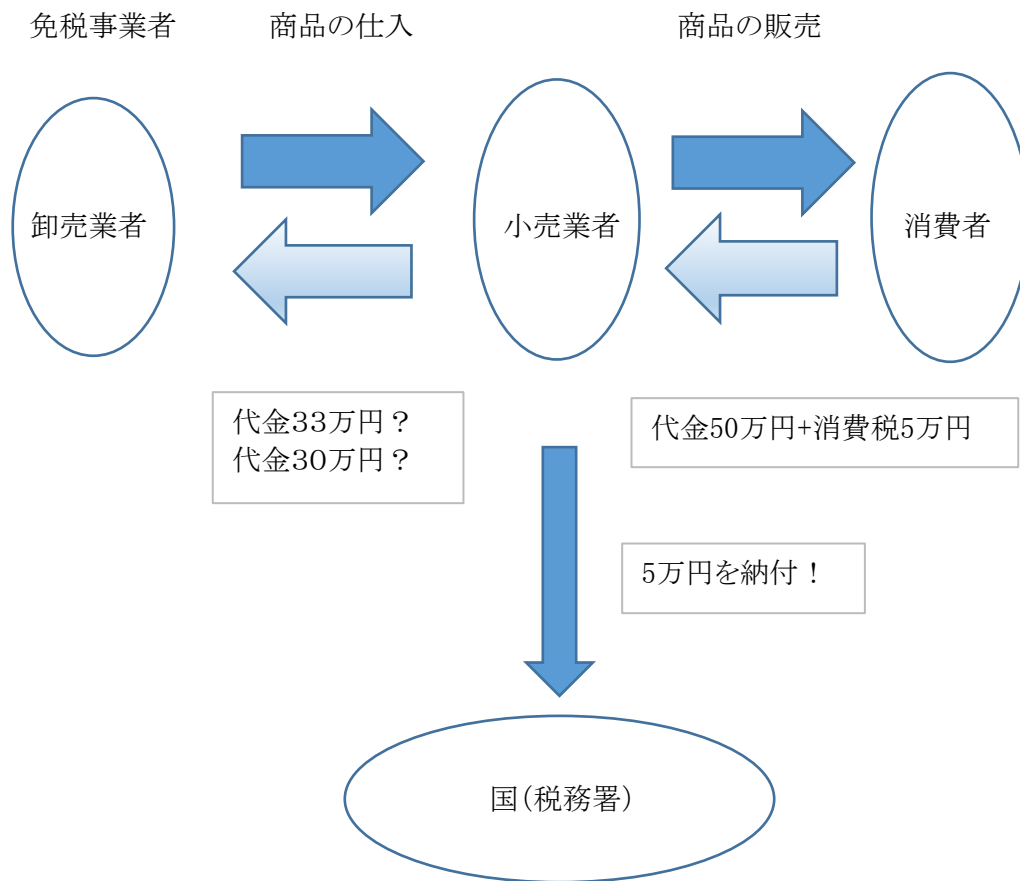 免税事業者
商品の仕入
商品の販売
卸売業者
小売業者
消費者
代金33万円？
代金30万円？
代金50万円+消費税5万円
5万円を納付！
国(税務署)